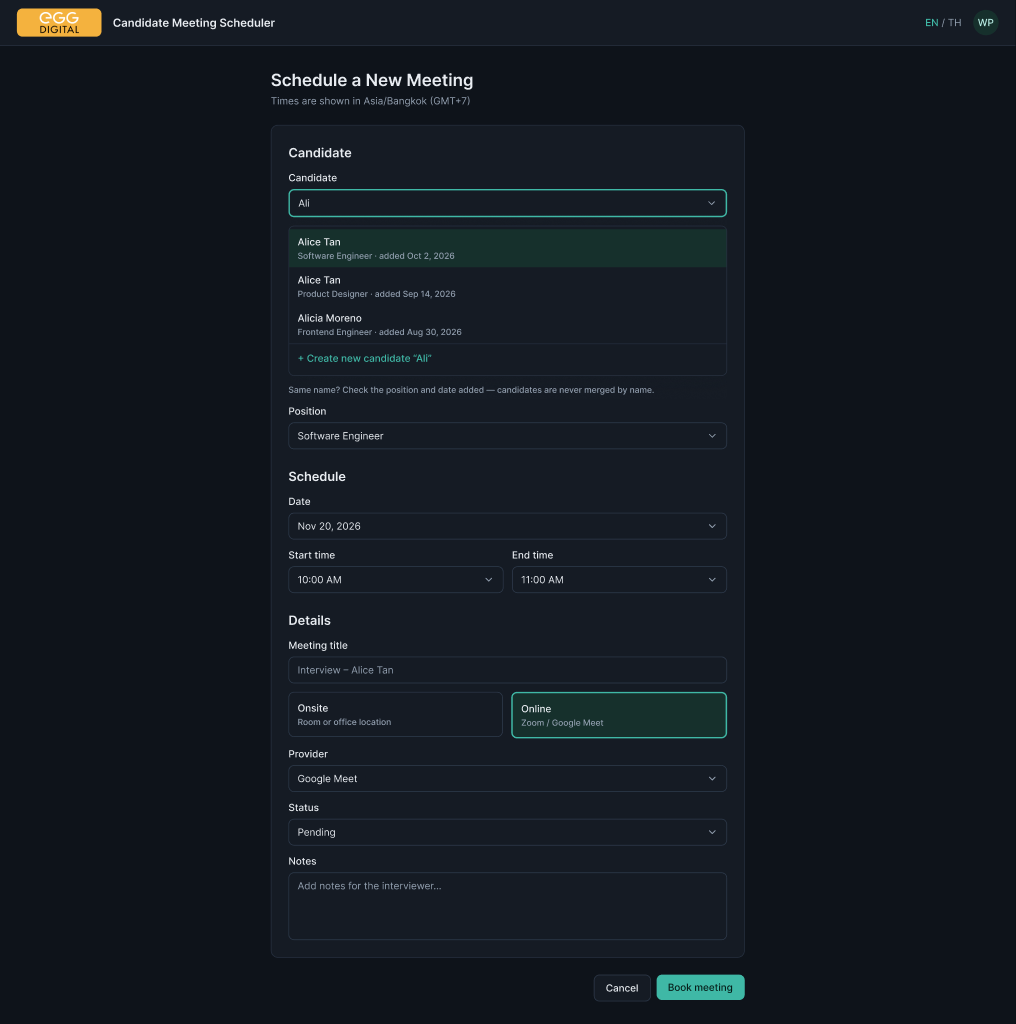 egg
DIGITAL
Candidate Meeting Scheduler
EN / TH
WP
Schedule a New Meeting
Times are shown in Asia/Bangkok (GMT+7)
Candidate
Candidate
Ali
Alice Tan
Software Engineer · added Oct 2, 2026
Alice Tan
Product Designer · added Sep 14, 2026
Alicia Moreno
Frontend Engineer · added Aug 30, 2026
+ Create new candidate “Ali”
Same name? Check the position and date added — candidates are never merged by name.
Position
Software Engineer
Schedule
Date
Nov 20, 2026
Start time
End time
10:00 AM
11:00 AM
Details
Meeting title
Interview – Alice Tan
Onsite
Room or office location
Online
Zoom / Google Meet
Provider
Google Meet
Status
Pending
Notes
Add notes for the interviewer...
Cancel
Book meeting